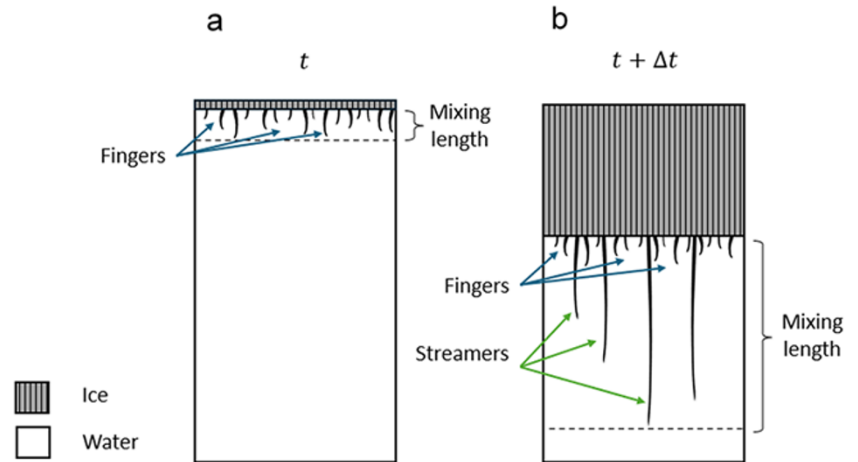 a
t
Mixing
length
Fingers
b
t + Δt
Fingers
Streamers
Mixing
length
Ice
Water